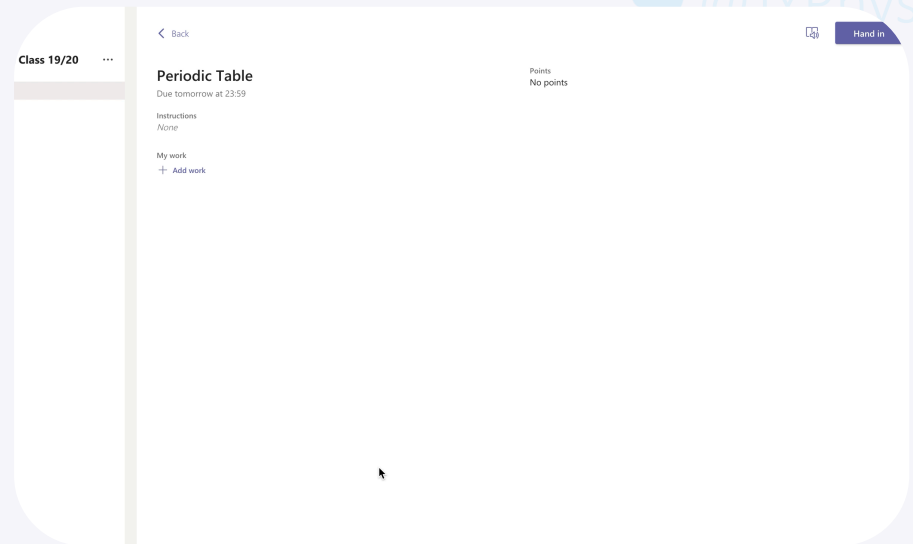 Class 19/20
...
Back
Hand in
Periodic Table
Due tomorrow at 23:59
Points
No points
Instructions
None
My work
+ Add work